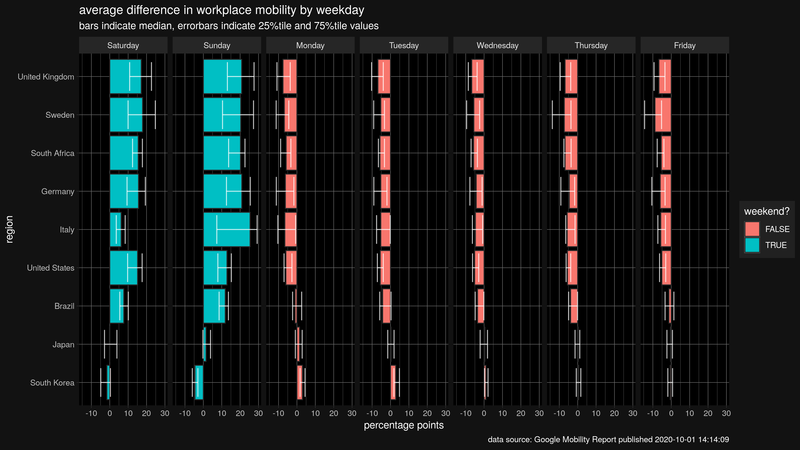 average difference in workplace mobility by weekday
bars indicate median, errorbars indicate 25%tile and 75%tile values
Saturday Sunday Monday Tuesday Wednesday Thursday Friday
United Kingdom
Sweden
South Africa
Germany
Italy
United States
Brazil
Japan
South Korea
region
weekend?
FALSE
TRUE
-10 0 10 20 30 -10 0 10 20 30 -10 0 10 20 30 -10 0 10 20 30 -10 0 10 20 30 -10 0 10 20 30 -10 0 10 20 30
percentage points
data source: Google Mobility Report published 2020-10-01 14:14:09